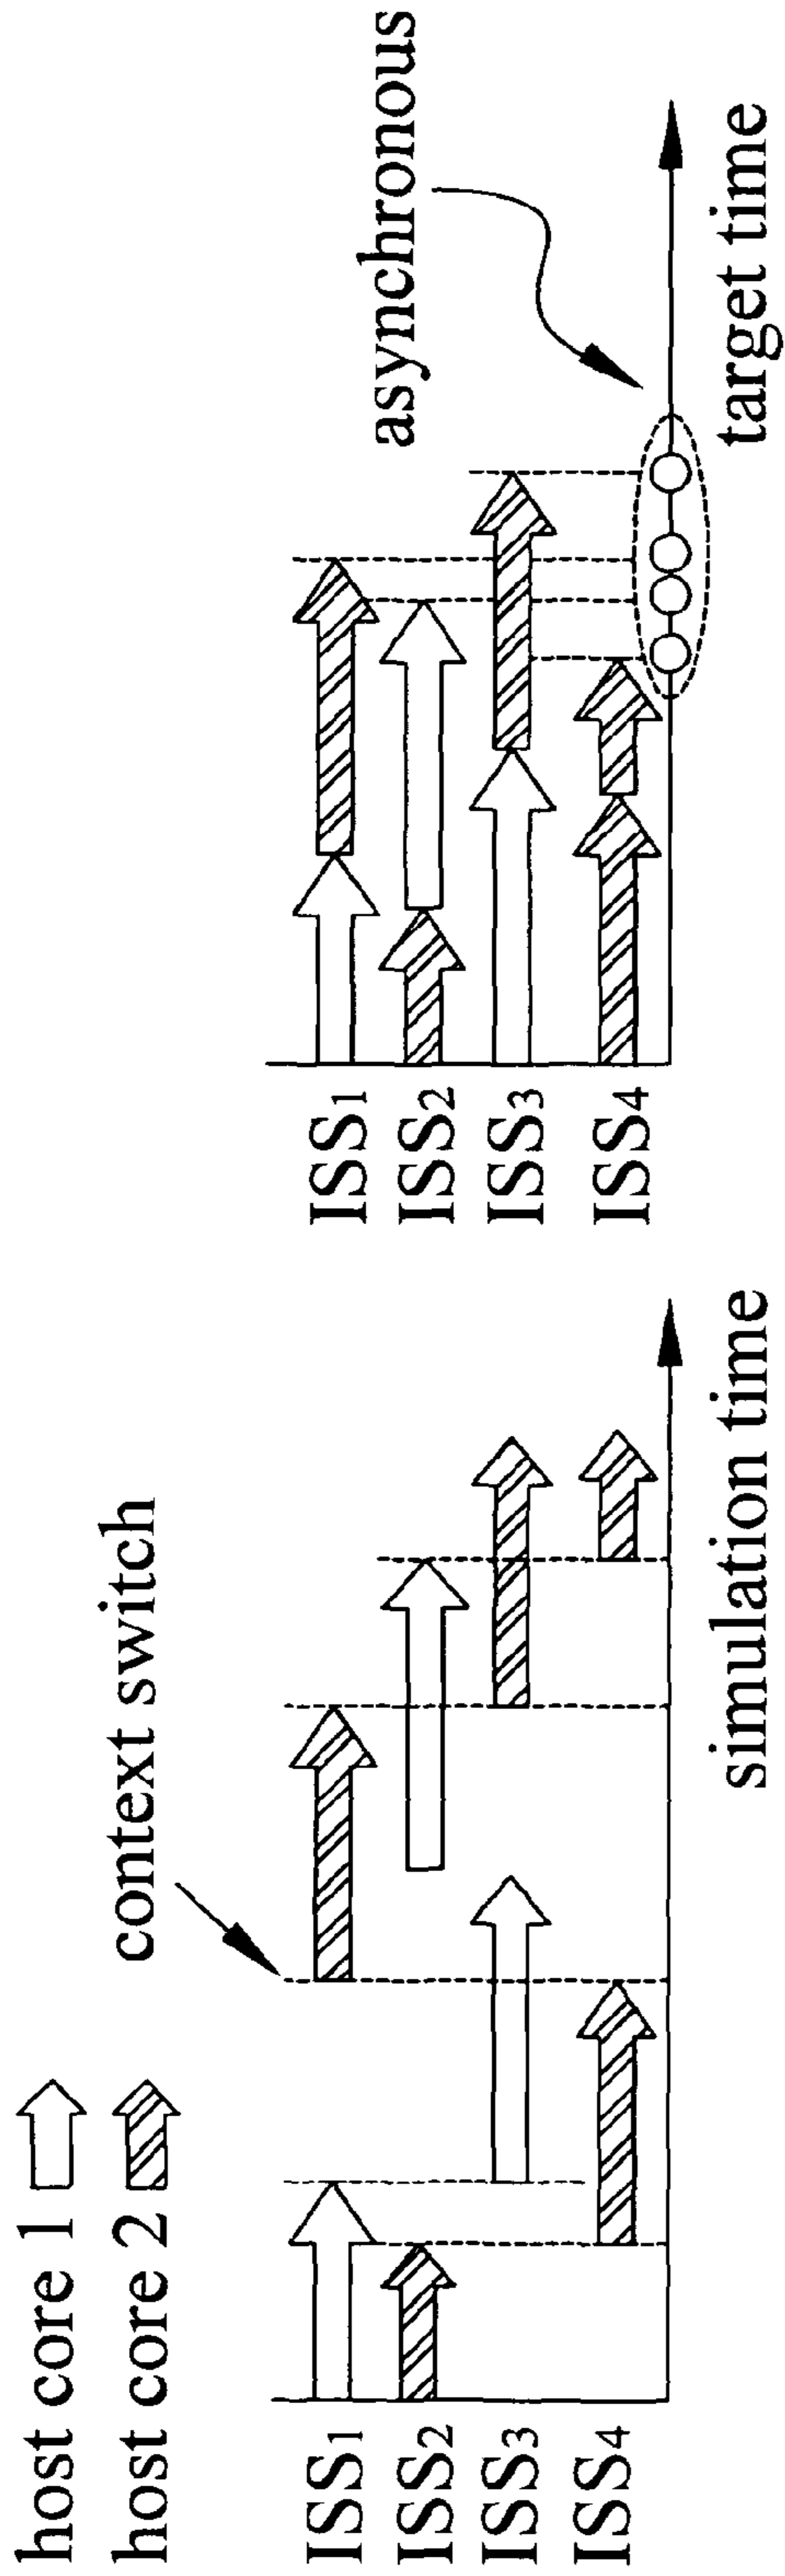 host core 1
host core 2
context switch
ISS1
ISS2
ISS3
ISS4
simulation time
asynchronous
ISS1
ISS2
ISS3
ISS4
target time